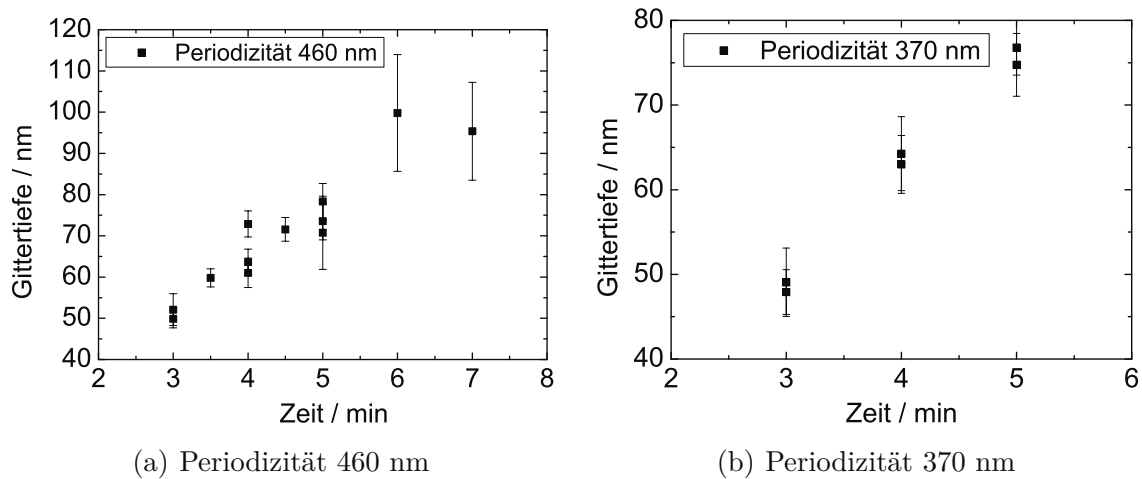 120
110
100
90
80
70
60
50
40
Gittertiefe / nm
Periodizität 460 nm
2 3 4 5 6 7 8
Zeit / min
(a) Periodizität 460 nm
80
70
60
50
40
Gittertiefe / nm
Periodizität 370 nm
2 3 4 5 6
Zeit / min
(b) Periodizität 370 nm